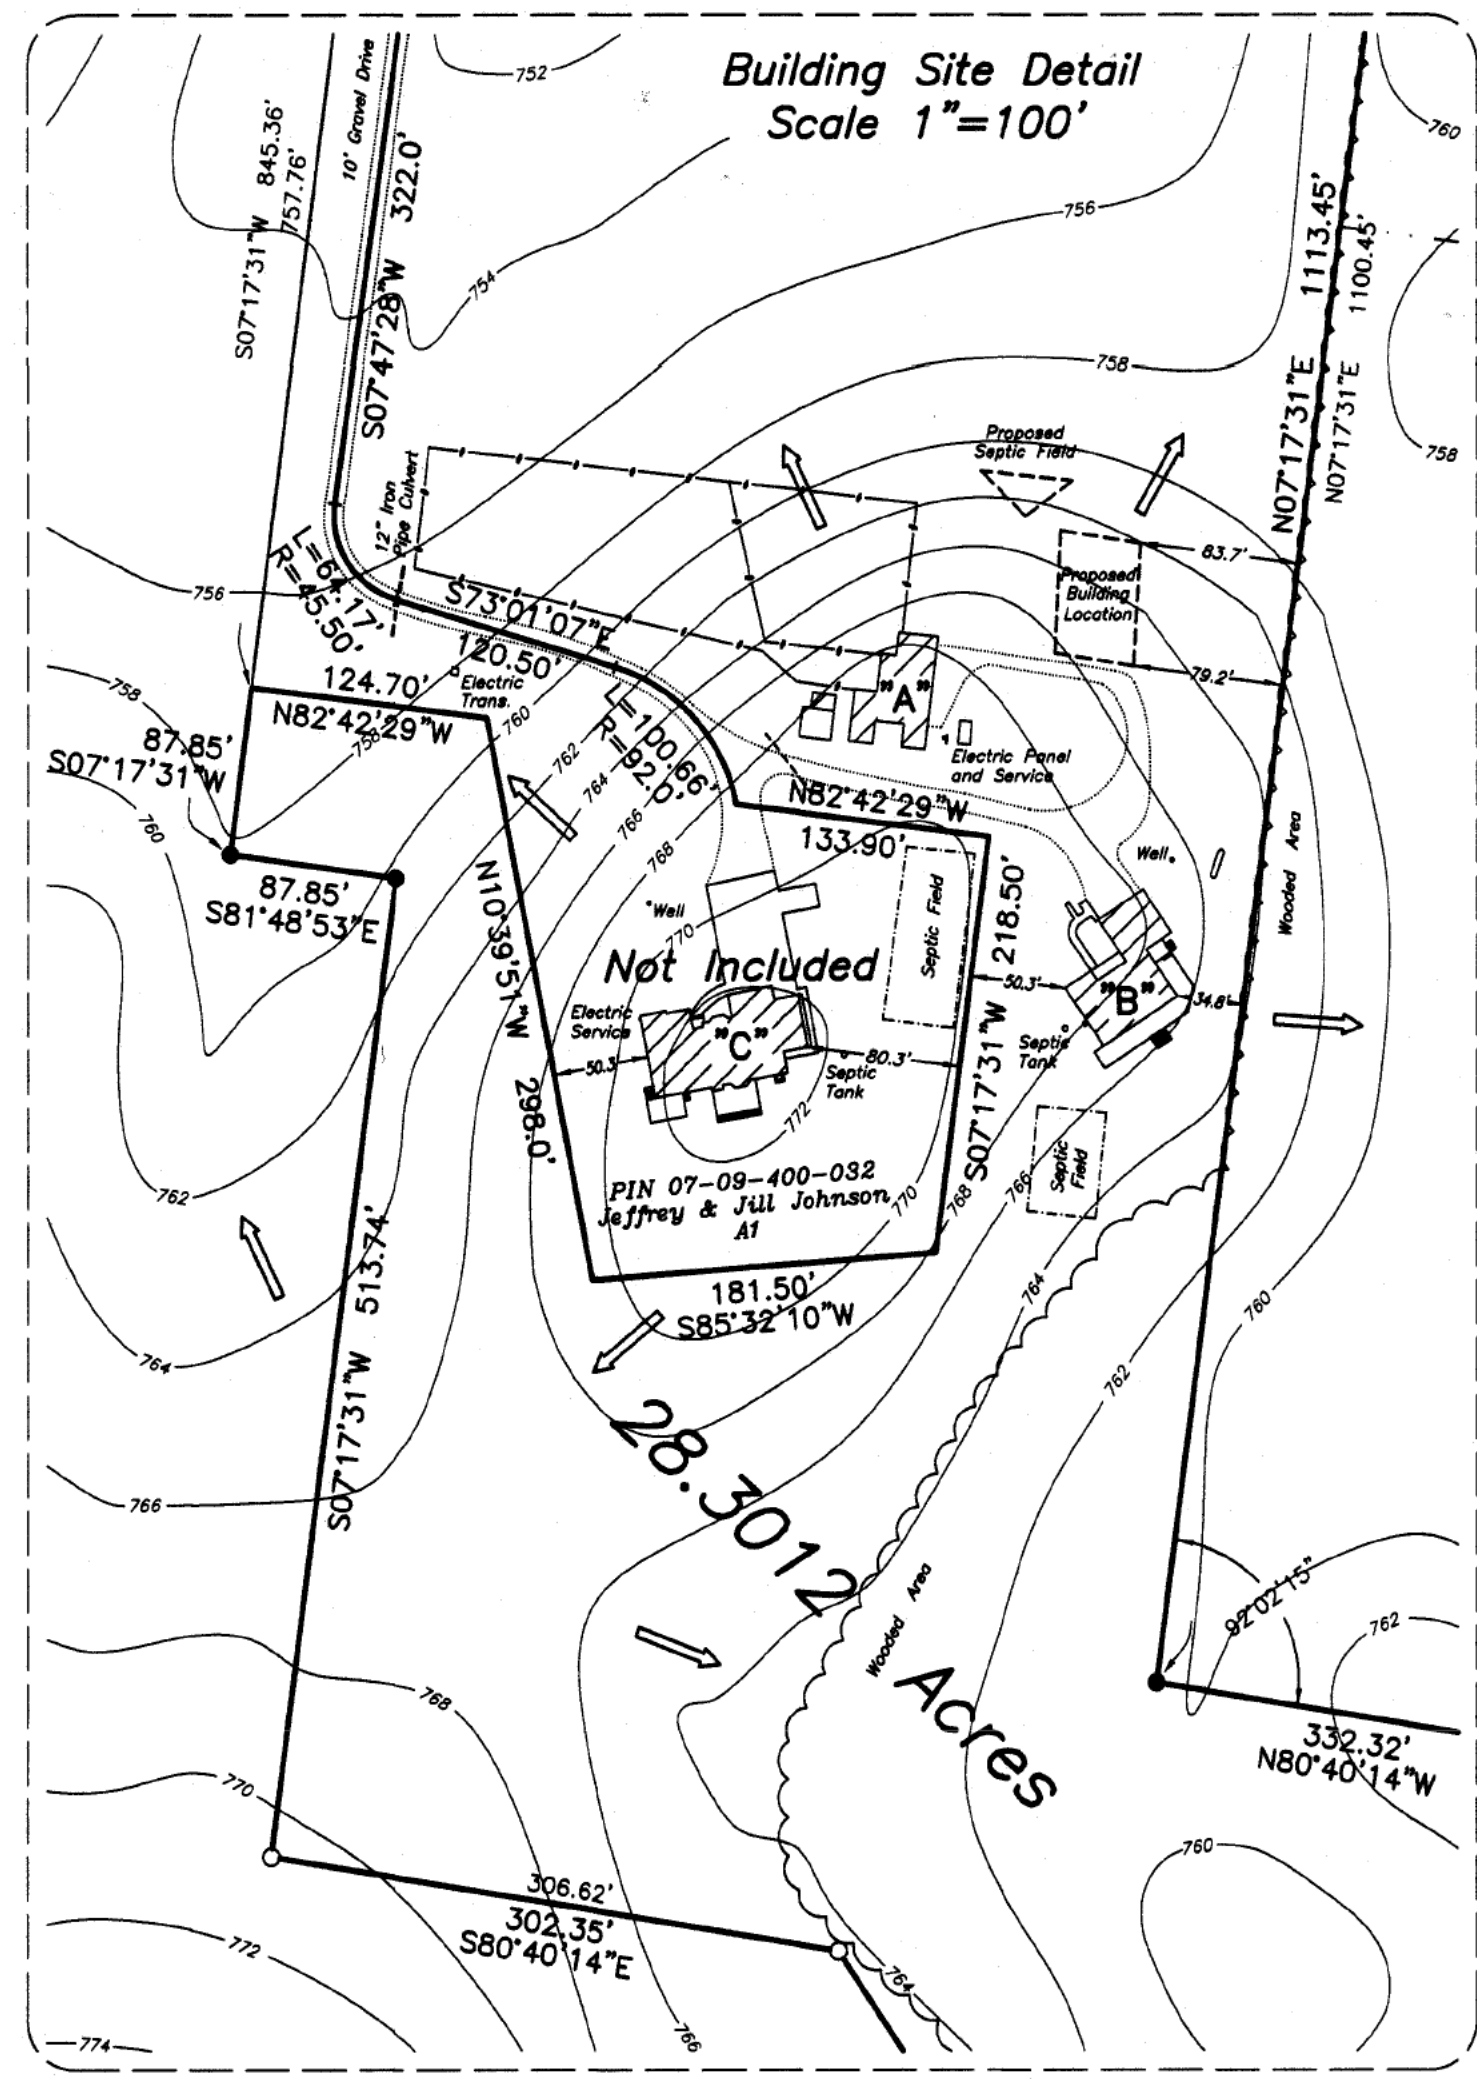 Building Site Detail
Scale 1"=100'
752
760
10' Gravel Drive
845.36'
S07°17'31"W
757.76'
322.0'
S07°47'28"W
754
756
1113.45'
N07°17'31"E
1100.45'
N07°17'31"E
758
758
Proposed
Septic Field
12" Iron
Pipe Culvert
L=64.17'
R=45.50'
756
S73°01'07"E
120.50'
Electric
Trans.
83.7'
Proposed
Building
Location
79.2'
"A"
Electric Panel
and Service
758
124.70'
N82°42'29"W
758
760
762
764
766
768
L=100.66'
R=92.0'
87.85'
S07°17'31"W
760
N82°42'29"W
133.90'
87.85'
S81°48'53"E
N10°39'51"W
298.0'
Well
770
Not Included
Septic Field
218.50'
S07°17'31"W
Well
Wooded Area
Electric
Service
"C"
50.3'
80.3'
Septic
Tank
772
50.3'
"B"
34.8'
Septic
Tank
Septic
Field
PIN 07-09-400-032
Jeffrey & Jill Johnson
A1
770
768
766
764
762
760
762
764
766
181.50'
S85°32'10"W
513.74'
S07°17'31"W
28.3012
Acres
Wooded Area
92°02'15"
762
332.32'
N80°40'14"W
768
770
760
306.62'
302.35'
S80°40'14"E
772
764
774
766